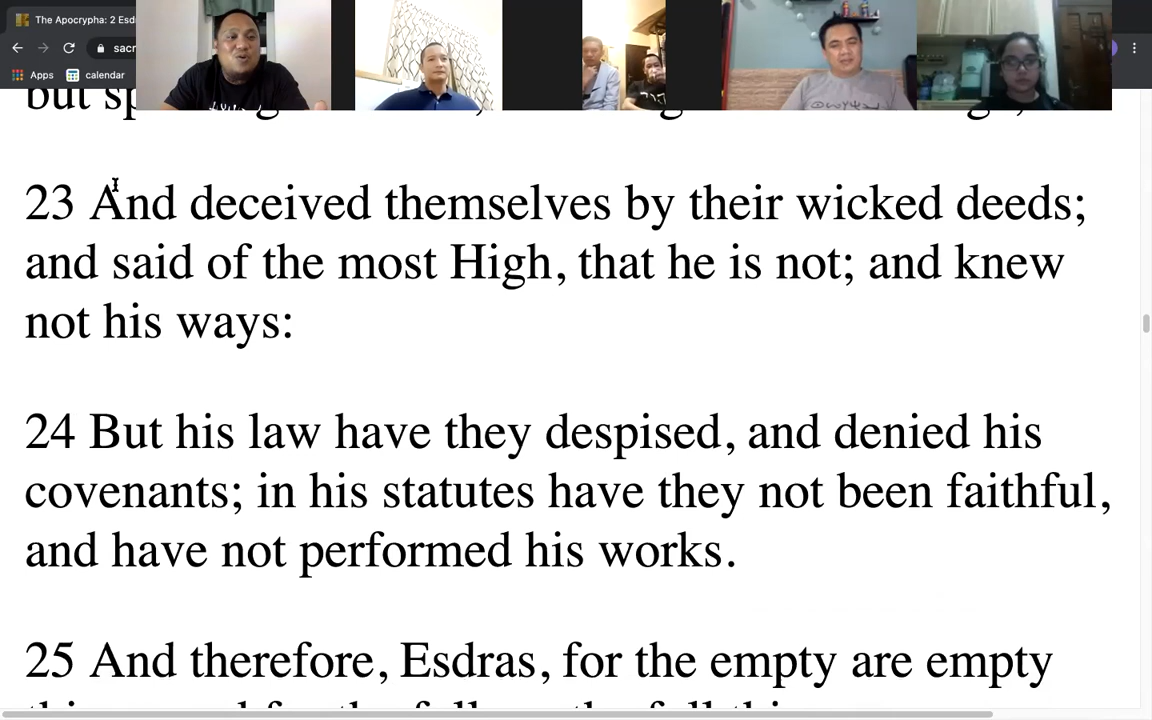 The Apocrypha: 2 Esd
sacr
Apps calendar
but sp
23 And deceived themselves by their wicked deeds;
and said of the most High, that he is not; and knew
not his ways:
24 But his law have they despised, and denied his
covenants; in his statutes have they not been faithful,
and have not performed his works.
25 And therefore, Esdras, for the empty are empty